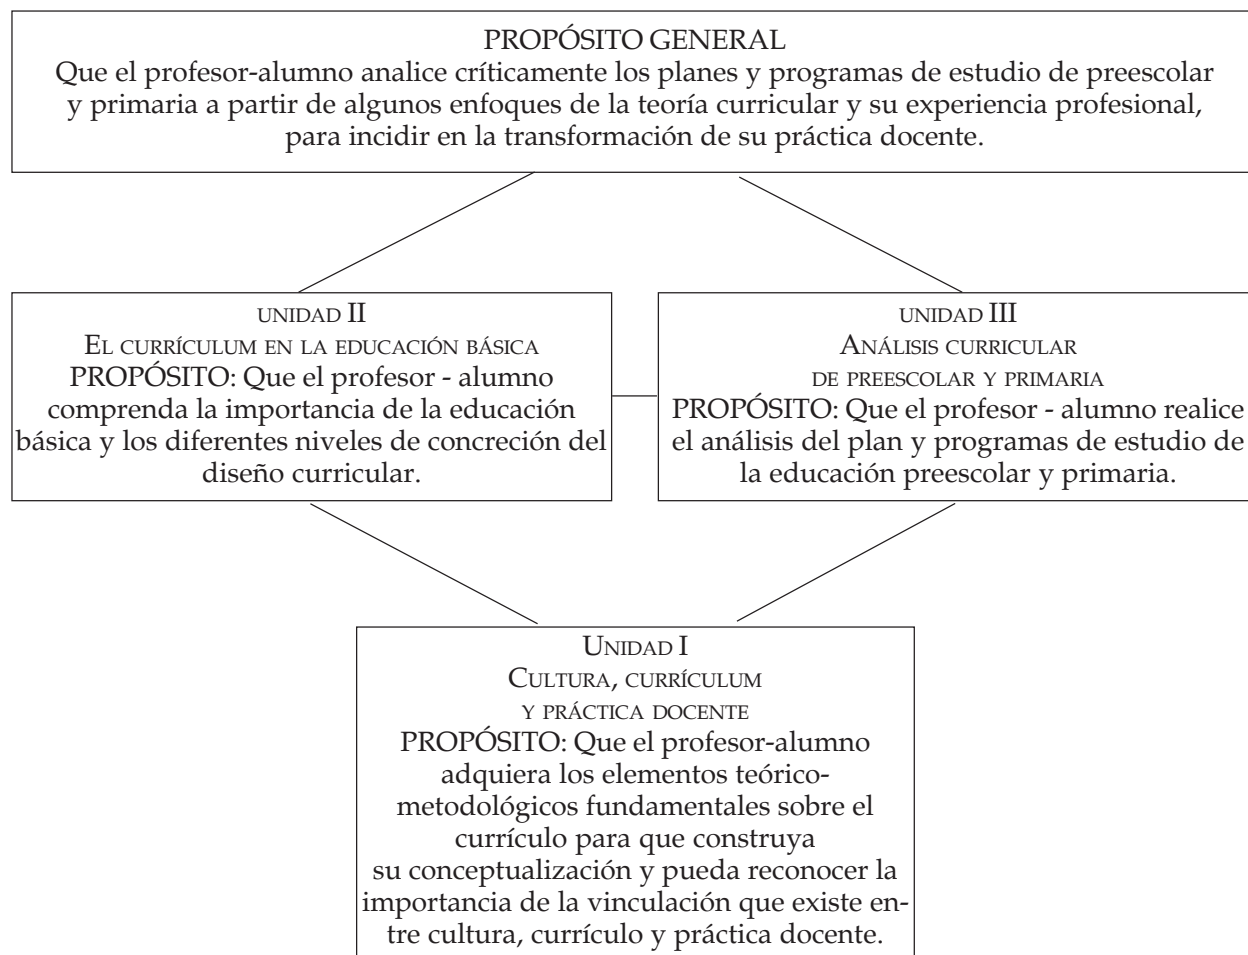 PROPÓSITO GENERAL
Que el profesor-alumno analice críticamente los planes y programas de estudio de preescolar
y primaria a partir de algunos enfoques de la teoría curricular y su experiencia profesional,
para incidir en la transformación de su práctica docente.
UNIDAD II
EL CURRÍCULUM EN LA EDUCACIÓN BÁSICA
PROPÓSITO: Que el profesor - alumno
comprenda la importancia de la educación
básica y los diferentes niveles de concreción del
diseño curricular.
UNIDAD III
ANÁLISIS CURRICULAR
DE PREESCOLAR Y PRIMARIA
PROPÓSITO: Que el profesor - alumno realice
el análisis del plan y programas de estudio de
la educación preescolar y primaria.
UNIDAD I
CULTURA, CURRÍCULUM
Y PRÁCTICA DOCENTE
PROPÓSITO: Que el profesor-alumno
adquiera los elementos teórico-
metodológicos fundamentales sobre el
currículo para que construya
su conceptualización y pueda reconocer la
importancia de la vinculación que existe en-
tre cultura, currículo y práctica docente.